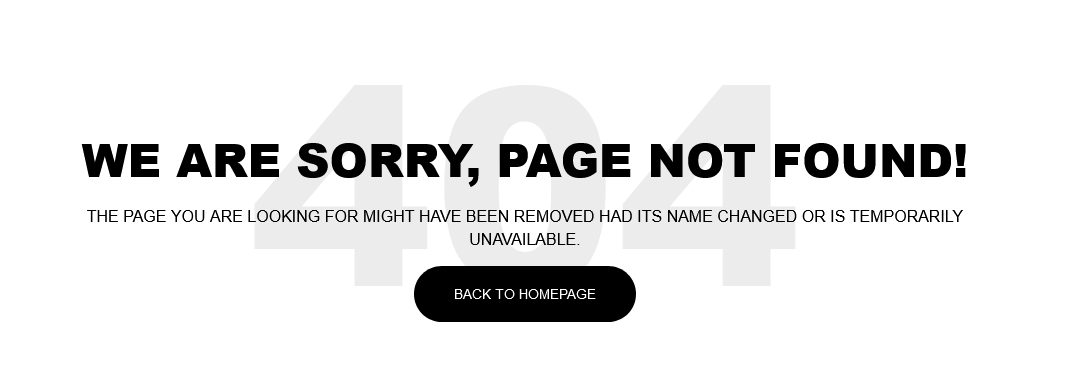 404
WE ARE SORRY, PAGE NOT FOUND!
THE PAGE YOU ARE LOOKING FOR MIGHT HAVE BEEN REMOVED HAD ITS NAME CHANGED OR IS TEMPORARILY
UNAVAILABLE.
BACK TO HOMEPAGE